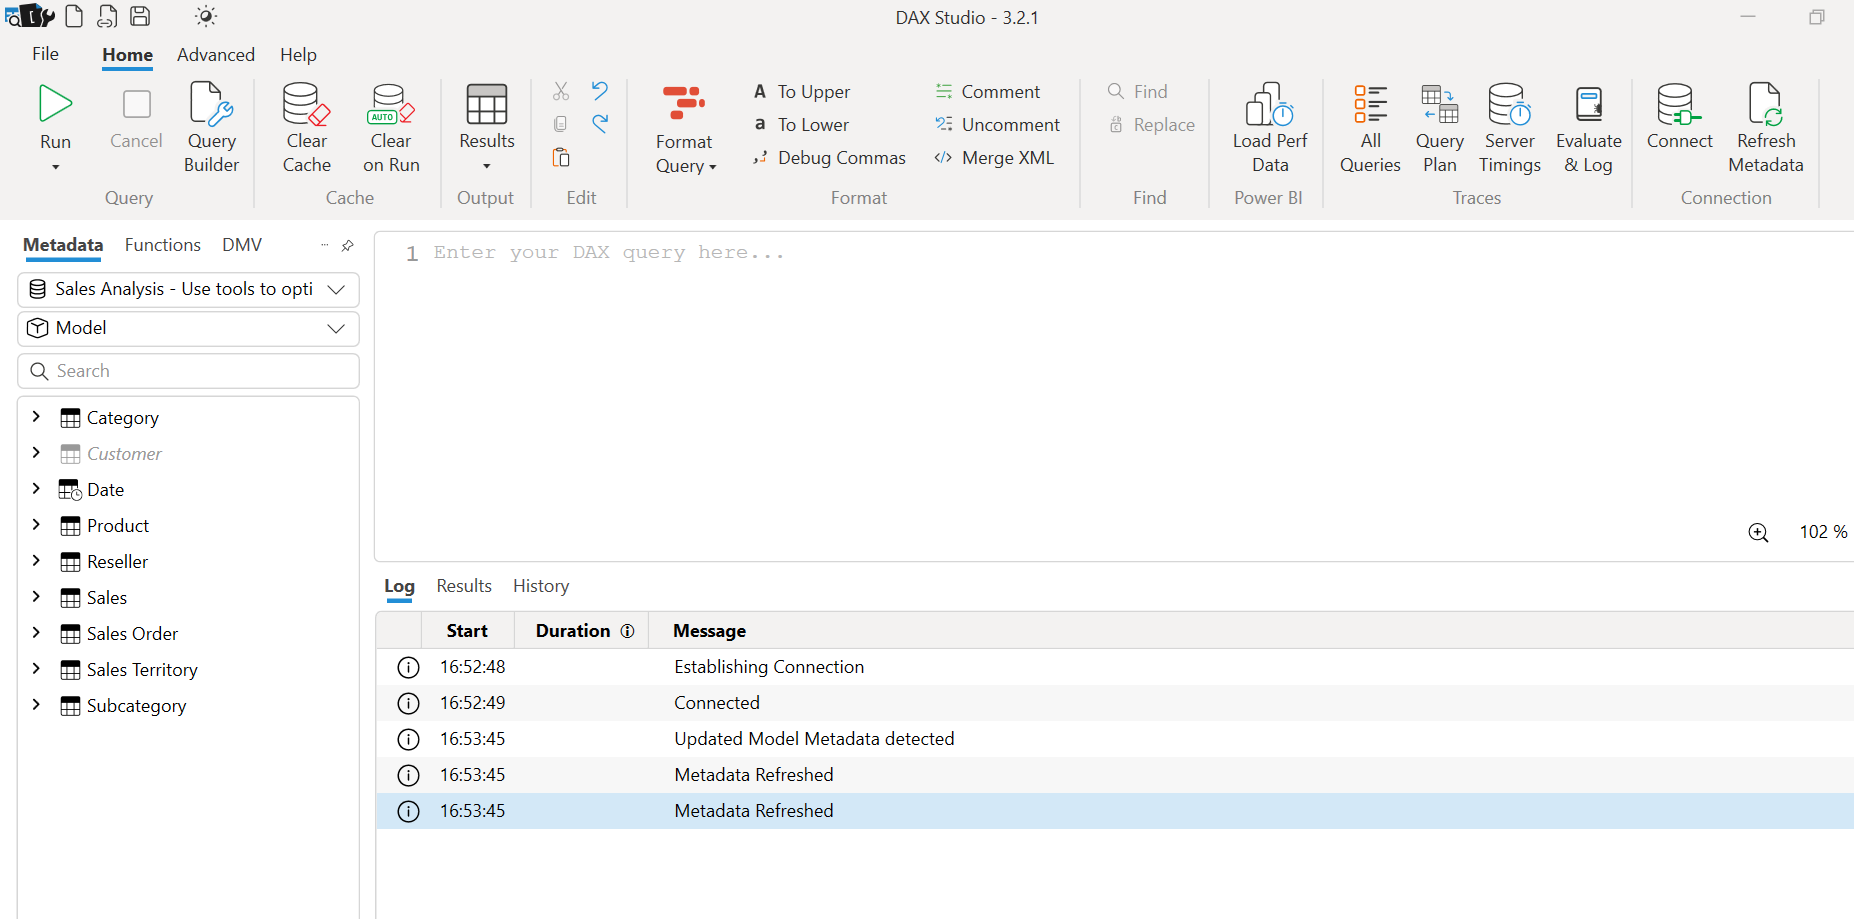 DAX Studio - 3.2.1
File Home Advanced Help
Run
Cancel
Query Builder
Query
Clear Cache
AUTO
Clear on Run
Cache
Results
Output
Edit
Format Query
A To Upper
a To Lower
Debug Commas
Comment
Uncomment
Merge XML
Format
Find
Replace
Find
Load Perf Data
Power BI
All Queries
Query Plan
Server Timings
Evaluate & Log
Traces
Connect
Refresh Metadata
Connection
Metadata Functions DMV
Sales Analysis - Use tools to opti
Model
Search
Category
Customer
Date
Product
Reseller
Sales
Sales Order
Sales Territory
Subcategory
1 Enter your DAX query here...
102 %
Log Results History
Start Duration Message
16:52:48 Establishing Connection
16:52:49 Connected
16:53:45 Updated Model Metadata detected
16:53:45 Metadata Refreshed
16:53:45 Metadata Refreshed